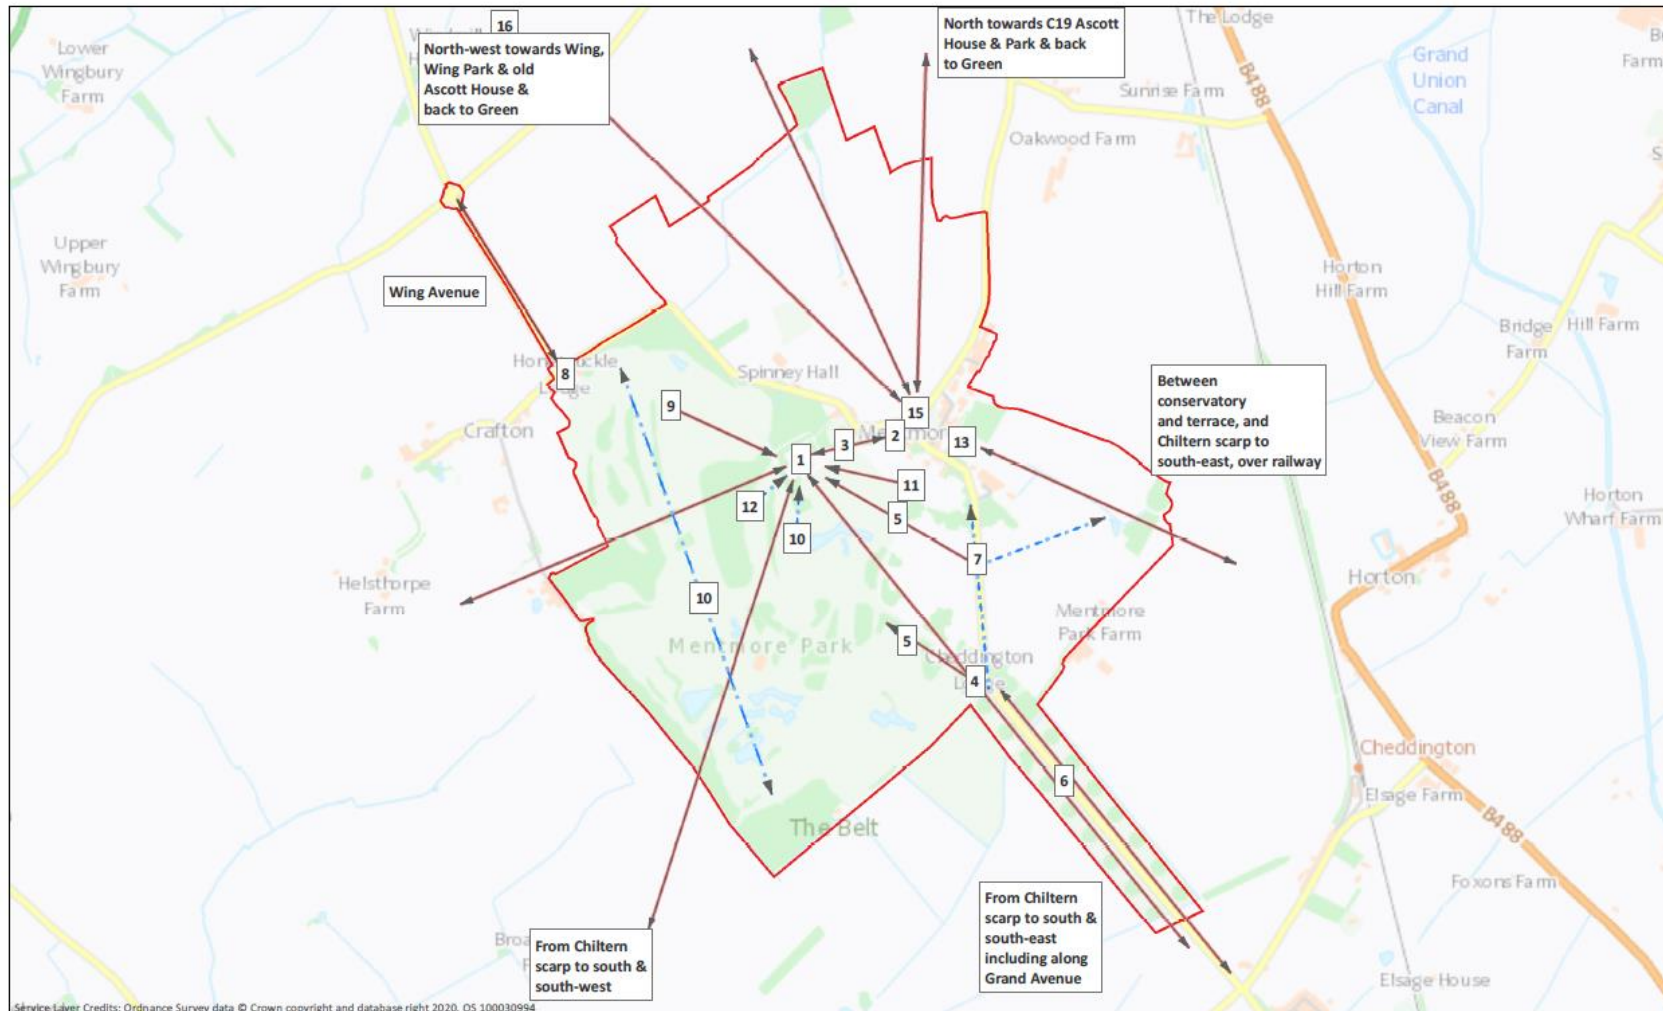 16
North-west towards Wing,
Wing Park & old
Ascott House &
back to Green
North towards C19 Ascott
House & Park & back
to Green
The Lodge
Lower
Wingbury
Farm
Grand
Union
Canal
B488
Sunrise Farm
Oakwood Farm
Upper
Wingbury
Farm
Wing Avenue
Horton
Hill Farm
Bridge
Farm
Hill Farm
8
Spinney Hall
9
15
Between
conservatory
and terrace, and
Chiltern scarp to
south-east, over railway
Crafton
2
3
13
Beacon
View Farm
1
B488
11
12
5
10
Horton
Wharf Farm
7
Helsthorpe
Farm
Horton
10
Mentmore
Park Farm
Mentmore Park
5
Cheddington
4
6
Cheddington
Elsage Farm
B488
The Belt
Foxons Farm
From Chiltern
scarp to south &
south-west
From Chiltern
scarp to south &
south-east
including along
Grand Avenue
Elsage House
Service Layer Credits: Ordnance Survey data © Crown copyright and database right 2020. OS 100030994